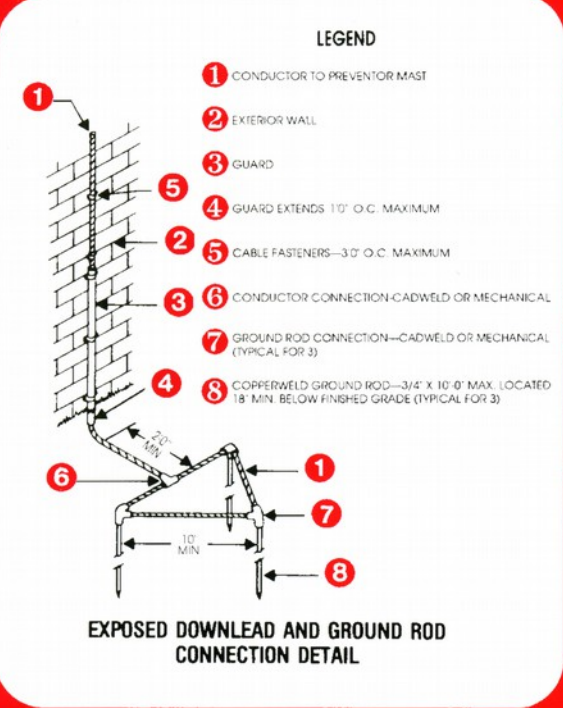 LEGEND
1 CONDUCTOR TO PREVENTOR MAST
2 EXTERIOR WALL
3 GUARD
4 GUARD EXTENDS 1'0" O.C. MAXIMUM
5 CABLE FASTENERS—3'0" O.C. MAXIMUM
6 CONDUCTOR CONNECTION-CADWELD OR MECHANICAL
7 GROUND ROD CONNECTION—CADWELD OR MECHANICAL
(TYPICAL FOR 3)
8 COPPERWELD GROUND ROD—3/4" X 10'-0" MAX. LOCATED
18" MIN. BELOW FINISHED GRADE (TYPICAL FOR 3)
1
5
2
3
4
2'0"
MIN
6
1
7
10'
MIN
8
EXPOSED DOWNLEAD AND GROUND ROD
CONNECTION DETAIL